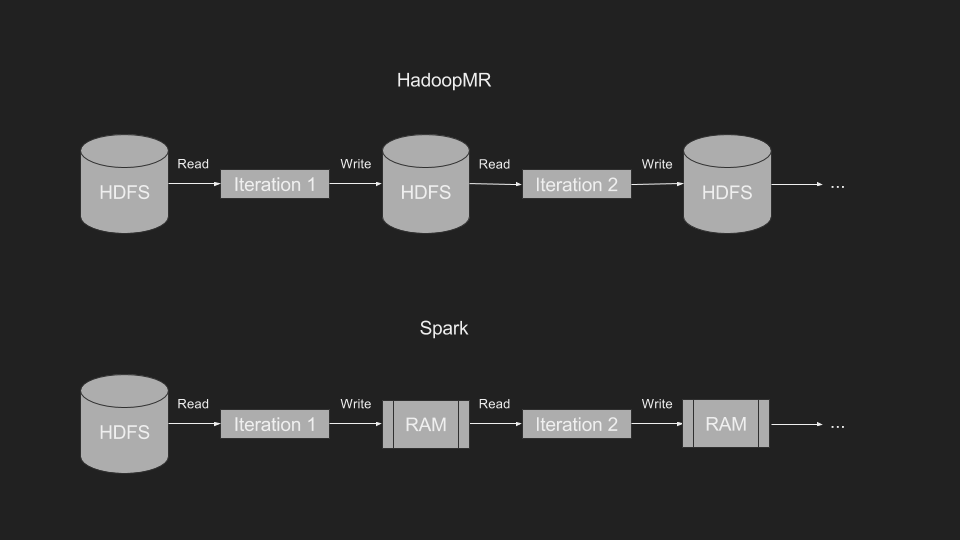 HadoopMR
HDFS
Read
Iteration 1
Write
HDFS
Read
Iteration 2
Write
HDFS
...
Spark
HDFS
Read
Iteration 1
Write
RAM
Read
Iteration 2
Write
RAM
...